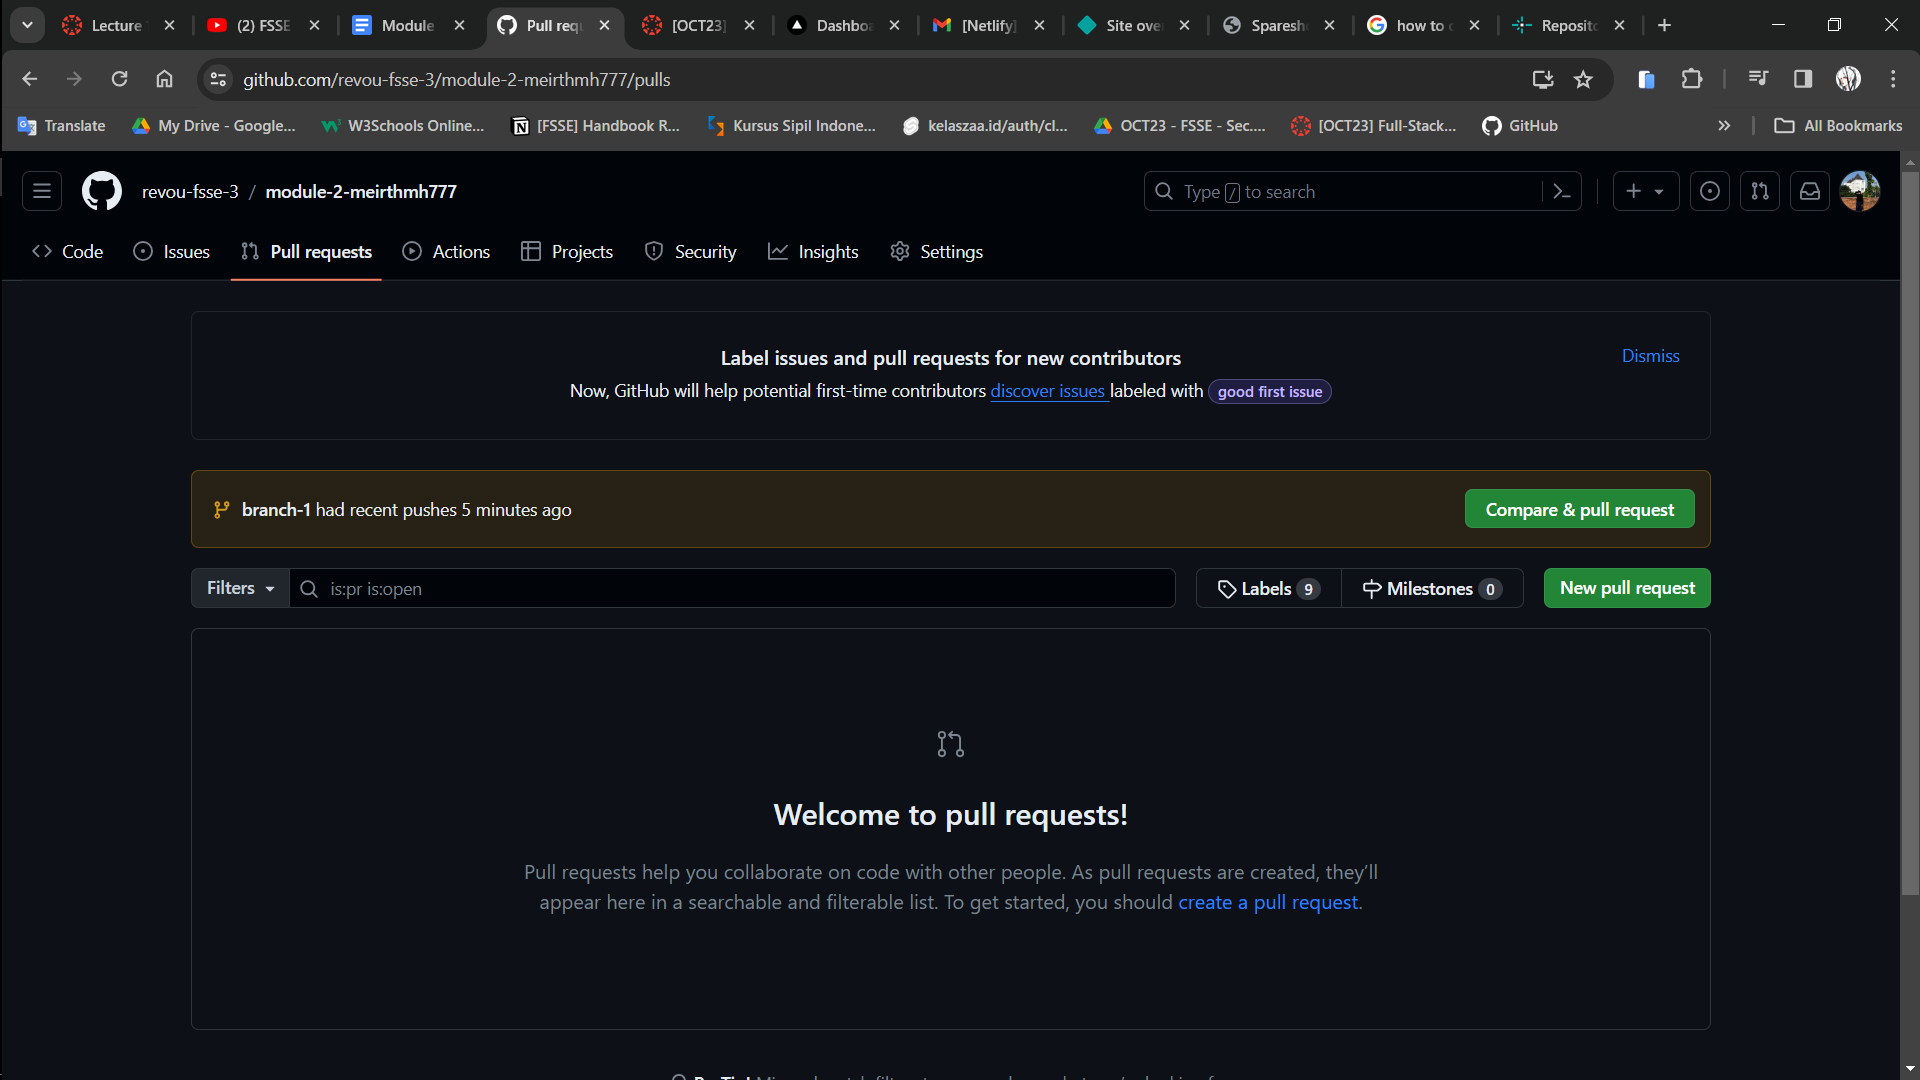 Lecture
(2) FSSE
Module
Pull req
[OCT23]
Dashboa
[Netlify]
Site ove
Sparesh
how to
Reposito
github.com/revou-fsse-3/module-2-meirthmh777/pulls
Translate
My Drive - Google...
W3Schools Online...
[FSSE] Handbook R...
Kursus Sipil Indone...
kelaszaa.id/auth/cl...
OCT23 - FSSE - Sec....
[OCT23] Full-Stack...
GitHub
All Bookmarks
revou-fsse-3 / module-2-meirthmh777
Type / to search
Code
Issues
Pull requests
Actions
Projects
Security
Insights
Settings
Label issues and pull requests for new contributors
Dismiss
Now, GitHub will help potential first-time contributors discover issues labeled with good first issue
branch-1 had recent pushes 5 minutes ago
Compare & pull request
Filters
is:pr is:open
Labels 9
Milestones 0
New pull request
Welcome to pull requests!
Pull requests help you collaborate on code with other people. As pull requests are created, they’ll
appear here in a searchable and filterable list. To get started, you should create a pull request.